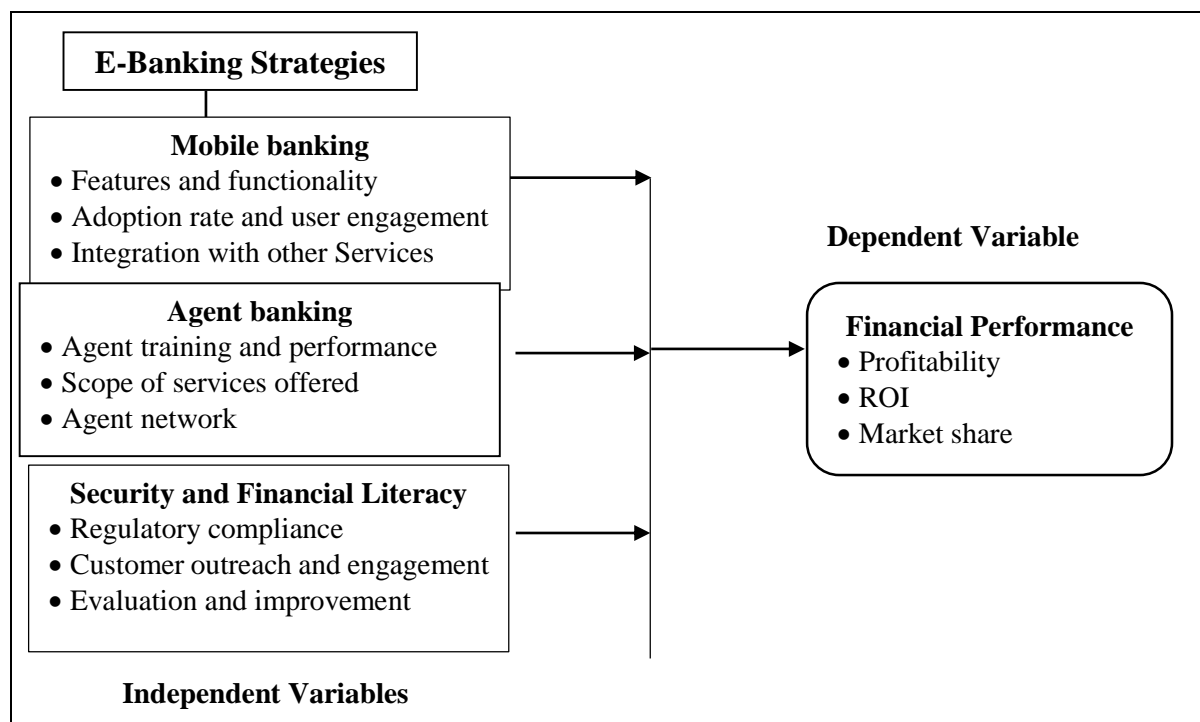 E-Banking Strategies
Mobile banking
• Features and functionality
• Adoption rate and user engagement
• Integration with other Services
Agent banking
• Agent training and performance
• Scope of services offered
• Agent network
Security and Financial Literacy
• Regulatory compliance
• Customer outreach and engagement
• Evaluation and improvement
Independent Variables
Dependent Variable
Financial Performance
• Profitability
• ROI
• Market share